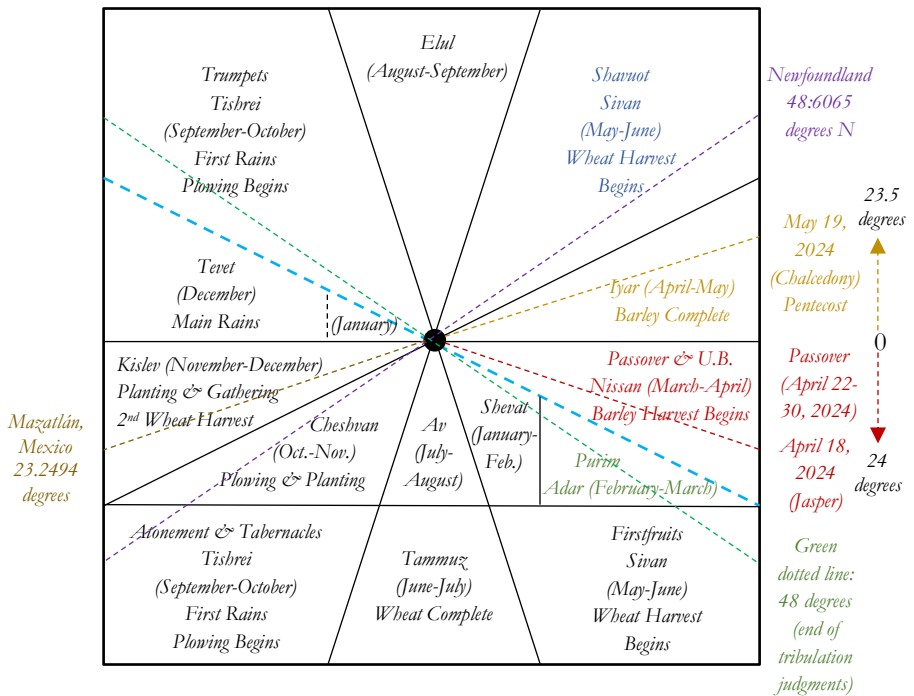 Elul
(August-September)
Trumpets
Tishrei
(September-October)
First Rains
Plowing Begins
Shavuot
Sivan
(May-June)
Wheat Harvest
Begins
Newfoundland
48:6065
degrees N
23.5
degrees
May 19,
2024
(Chalcedony)
Pentecost
Tevet
(December)
Main Rains
(January)
Iyar (April-May)
Barley Complete
0
Kislev (November-December)
Planting & Gathering
2nd Wheat Harvest
Passover & U.B.
Nissan (March-April)
Barley Harvest Begins
Passover
(April 22-
30, 2024)
Mazatlán,
Mexico
23.2494
degrees
Cheshvan
(Oct.-Nov.)
Plowing & Planting
Av
(July-
August)
Shevat
(January-
Feb.)
Purim
Adar (February-March)
April 18,
2024
(Jasper)
24
degrees
Atonement & Tabernacles
Tishrei
(September-October)
First Rains
Plowing Begins
Tammuz
(June-July)
Wheat Complete
Firstfruits
Sivan
(May-June)
Wheat Harvest
Begins
Green
dotted line:
48 degrees
(end of
tribulation
judgments)